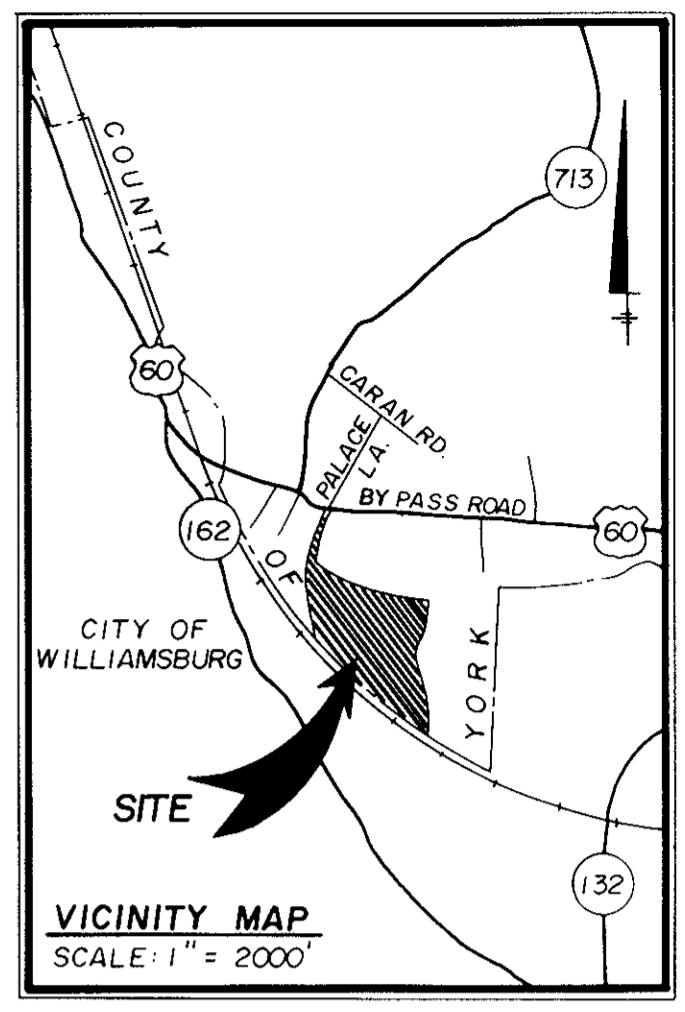 COUNTY
713
60
CARAN RD.
PALACE
LA.
BY PASS ROAD
60
162
OF
CITY OF
WILLIAMSBURG
YORK
SITE
132
VICINITY MAP
SCALE: 1" = 2000'